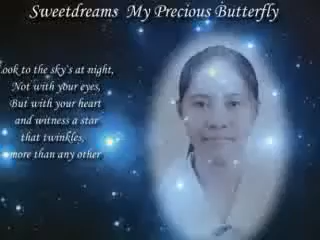 Sweetdreams My Precious Butterfly
Look to the sky's at night,
Not with your eyes,
But with your heart
and witness a star
that twinkles,
more than any other